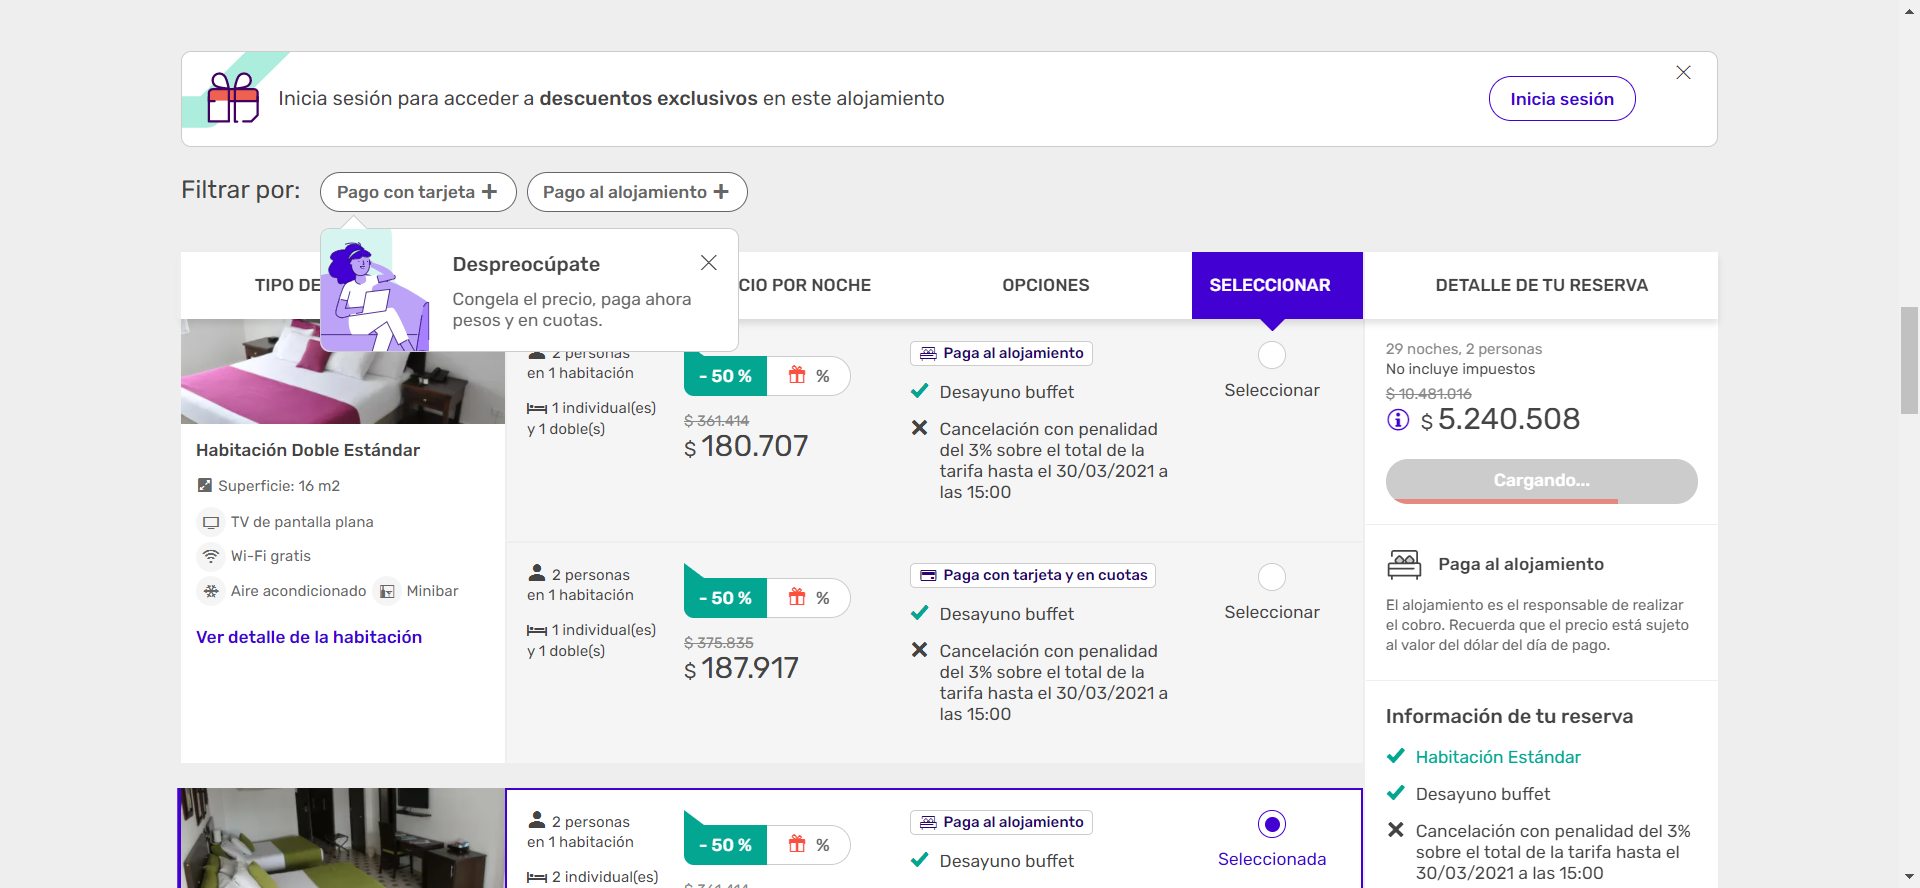 Inicia sesión para acceder a descuentos exclusivos en este alojamiento
Inicia sesión
Filtrar por:
Pago con tarjeta +
Pago al alojamiento +
Despreocúpate
Congela el precio, paga ahora
pesos y en cuotas.
TIPO DE
CIO POR NOCHE
OPCIONES
SELECCIONAR
DETALLE DE TU RESERVA
Habitación Doble Estándar
Superficie: 16 m2
TV de pantalla plana
Wi-Fi gratis
Aire acondicionado
Minibar
Ver detalle de la habitación
2 personas
en 1 habitación
1 individual(es)
y 1 doble(s)
- 50 %
%
$ 361.414
$ 180.707
Paga al alojamiento
Desayuno buffet
Cancelación con penalidad
del 3% sobre el total de la
tarifa hasta el 30/03/2021 a
las 15:00
Seleccionar
2 personas
en 1 habitación
1 individual(es)
y 1 doble(s)
- 50 %
%
$ 375.835
$ 187.917
Paga con tarjeta y en cuotas
Desayuno buffet
Cancelación con penalidad
del 3% sobre el total de la
tarifa hasta el 30/03/2021 a
las 15:00
Seleccionar
2 personas
en 1 habitación
2 individual(es)
- 50 %
%
$ 361.414
Paga al alojamiento
Desayuno buffet
Seleccionada
29 noches, 2 personas
No incluye impuestos
$ 10.481.016
$ 5.240.508
Cargando...
Paga al alojamiento
El alojamiento es el responsable de realizar
el cobro. Recuerda que el precio está sujeto
al valor del dólar del día de pago.
Información de tu reserva
Habitación Estándar
Desayuno buffet
Cancelación con penalidad del 3%
sobre el total de la tarifa hasta el
30/03/2021 a las 15:00